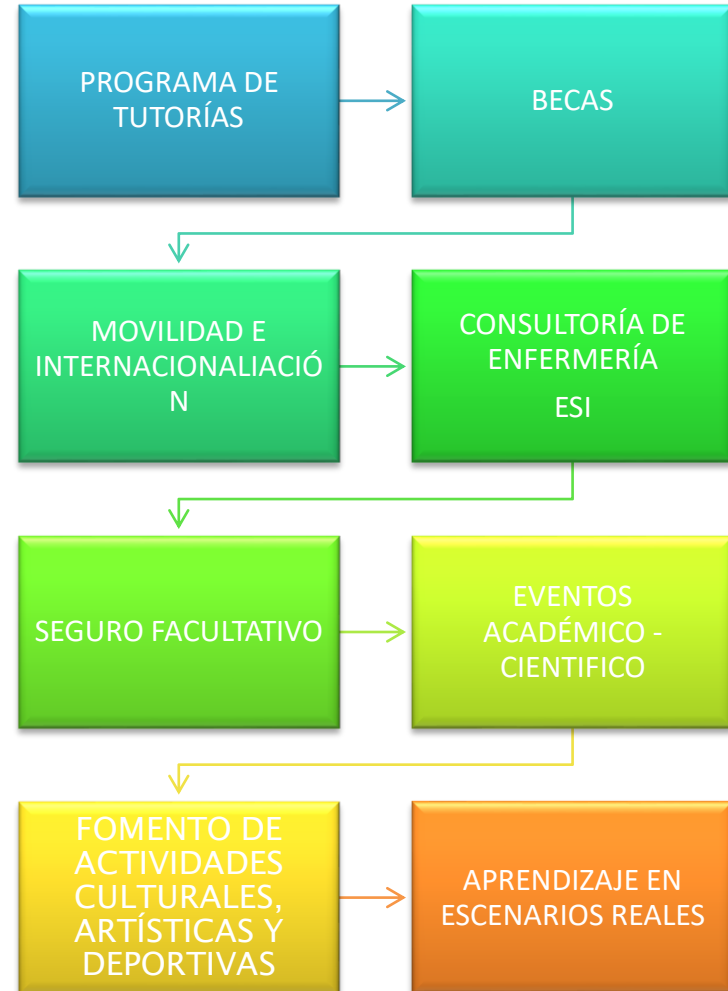 PROGRAMA DE
TUTORÍAS
BECAS
MOVILIDAD E
INTERNACIONALIACIÓ
N
CONSULTORÍA DE
ENFERMERÍA
ESI
SEGURO FACULTATIVO
EVENTOS
ACADÉMICO -
CIENTIFICO
FOMENTO DE
ACTIVIDADES
CULTURALES,
ARTÍSTICAS Y
DEPORTIVAS
APRENDIZAJE EN
ESCENARIOS REALES